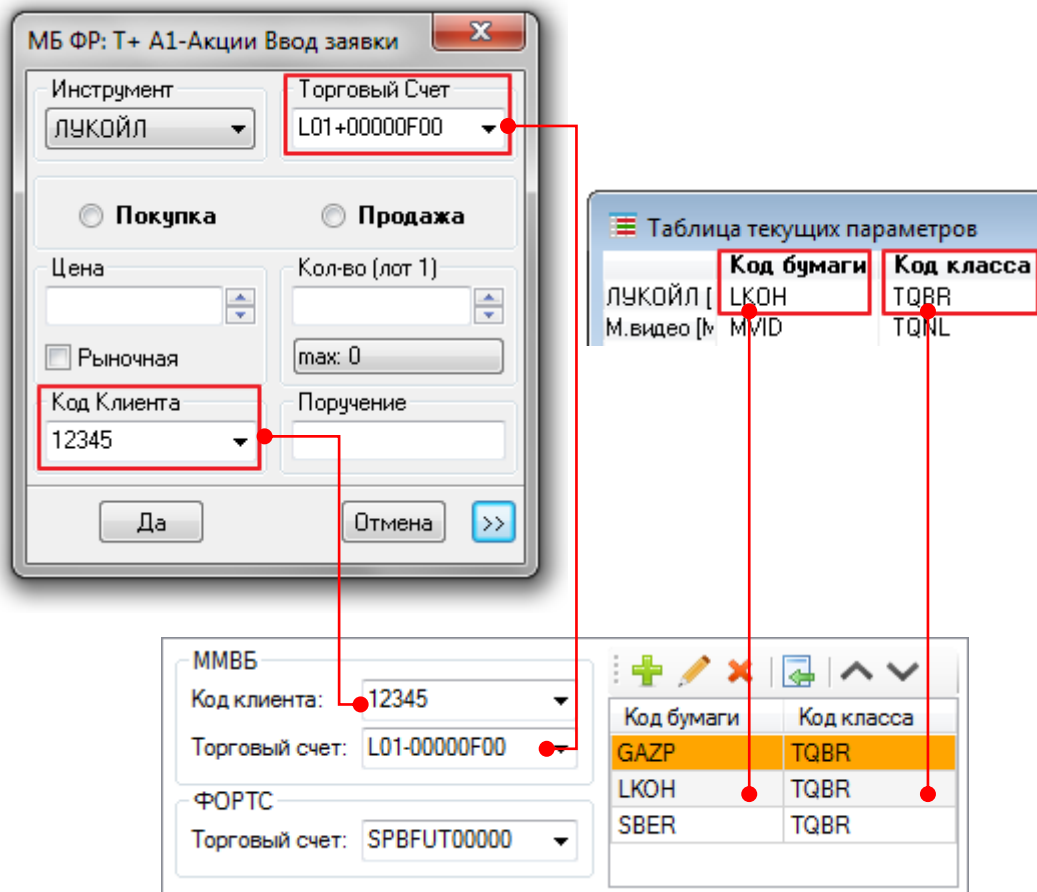 МБ ФР: Т+ А1-Акции Ввод заявки
Инструмент
Торговый Счет
ЛУКОЙЛ
L01+00000F00
Покупка
Продажа
Цена
Кол-во (лот 1)
Рыночная
max: 0
Код Клиента
Поручение
12345
Да
Отмена
>>
Таблица текущих параметров
Код бумаги
Код класса
ЛУКОЙЛ [
LKOH
TQBR
М.видео [М
MVID
TQNL
ММВБ
Код клиента:
12345
Торговый счет:
L01-00000F00
ФОРТС
Торговый счет:
SPBFUT00000
Код бумаги
Код класса
GAZP
TQBR
LKOH
TQBR
SBER
TQBR